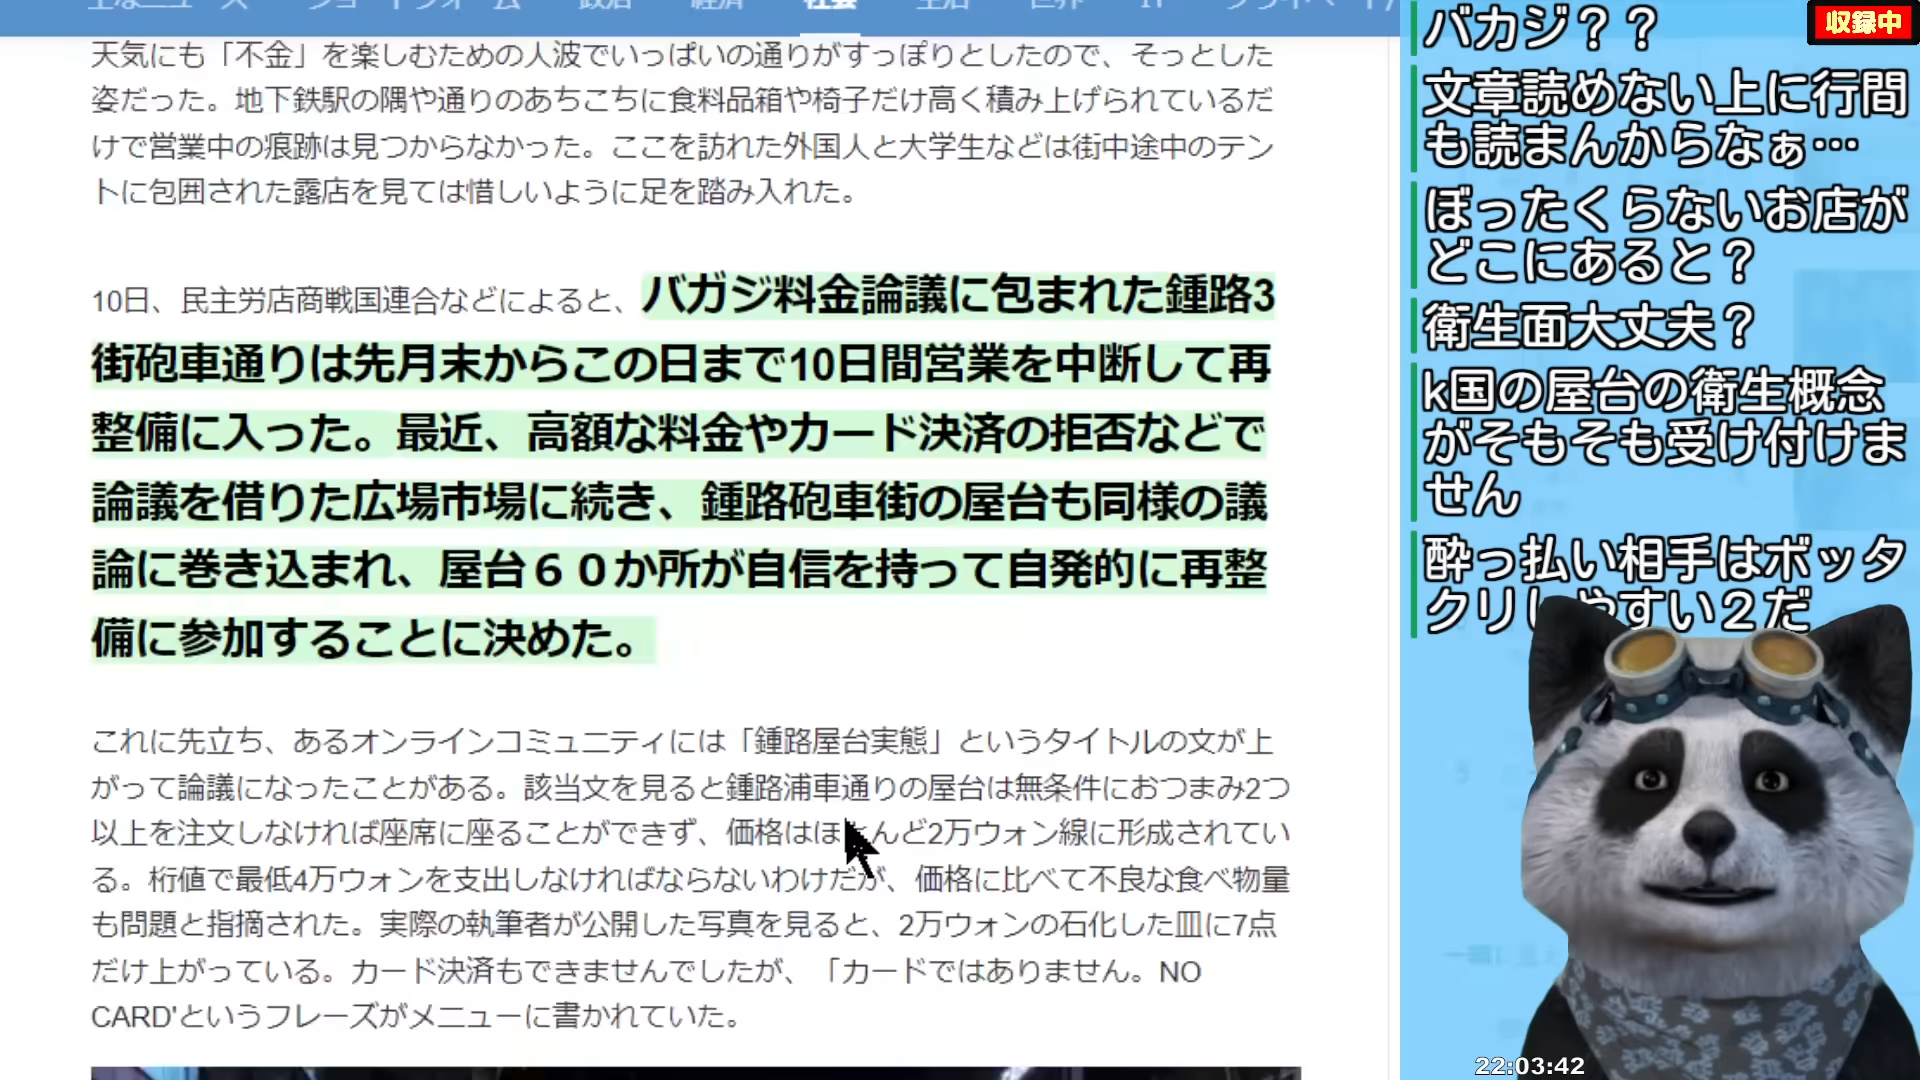 社会
天気にも「不金」を楽しむための人波でいっぱいの通りがすっぽりとしたので、そっとした
姿だった。地下鉄駅の隅や通りのあちこちに食料品箱や椅子だけ高く積み上げられているだ
けで営業中の痕跡は見つからなかった。ここを訪れた外国人と大学生などは街中途中のテン
トに包囲された露店を見ては惜しいように足を踏み入れた。
10日、民主労店商戦国連合などによると、バガジ料金論議に包まれた鍾路3
街砲車通りは先月末からこの日まで10日間営業を中断して再
整備に入った。最近、高額な料金やカード決済の拒否などで
論議を借りた広場市場に続き、鍾路砲車街の屋台も同様の議
論に巻き込まれ、屋台６０か所が自信を持って自発的に再整
備に参加することに決めた。
これに先立ち、あるオンラインコミュニティには「鍾路屋台実態」というタイトルの文が上
がって論議になったことがある。該当文を見ると鍾路浦車通りの屋台は無条件におつまみ2つ
以上を注文しなければ座席に座ることができず、価格はほとんど2万ウォン線に形成されてい
る。桁値で最低4万ウォンを支出しなければならないわけだが、価格に比べて不良な食べ物量
も問題と指摘された。実際の執筆者が公開した写真を見ると、2万ウォンの石化した皿に7点
だけ上がっている。カード決済もできませんでしたが、「カードではありません。NO
CARD'というフレーズがメニューに書かれていた。
収録中
バカジ？？
文章読めない上に行間
も読まんからなぁ…
ぼったくらないお店が
どこにあると？
衛生面大丈夫？
k国の屋台の衛生概念
がそもそも受け付けま
せん
酔っ払い相手はボッタ
クリしやすい２だ
22:03:42